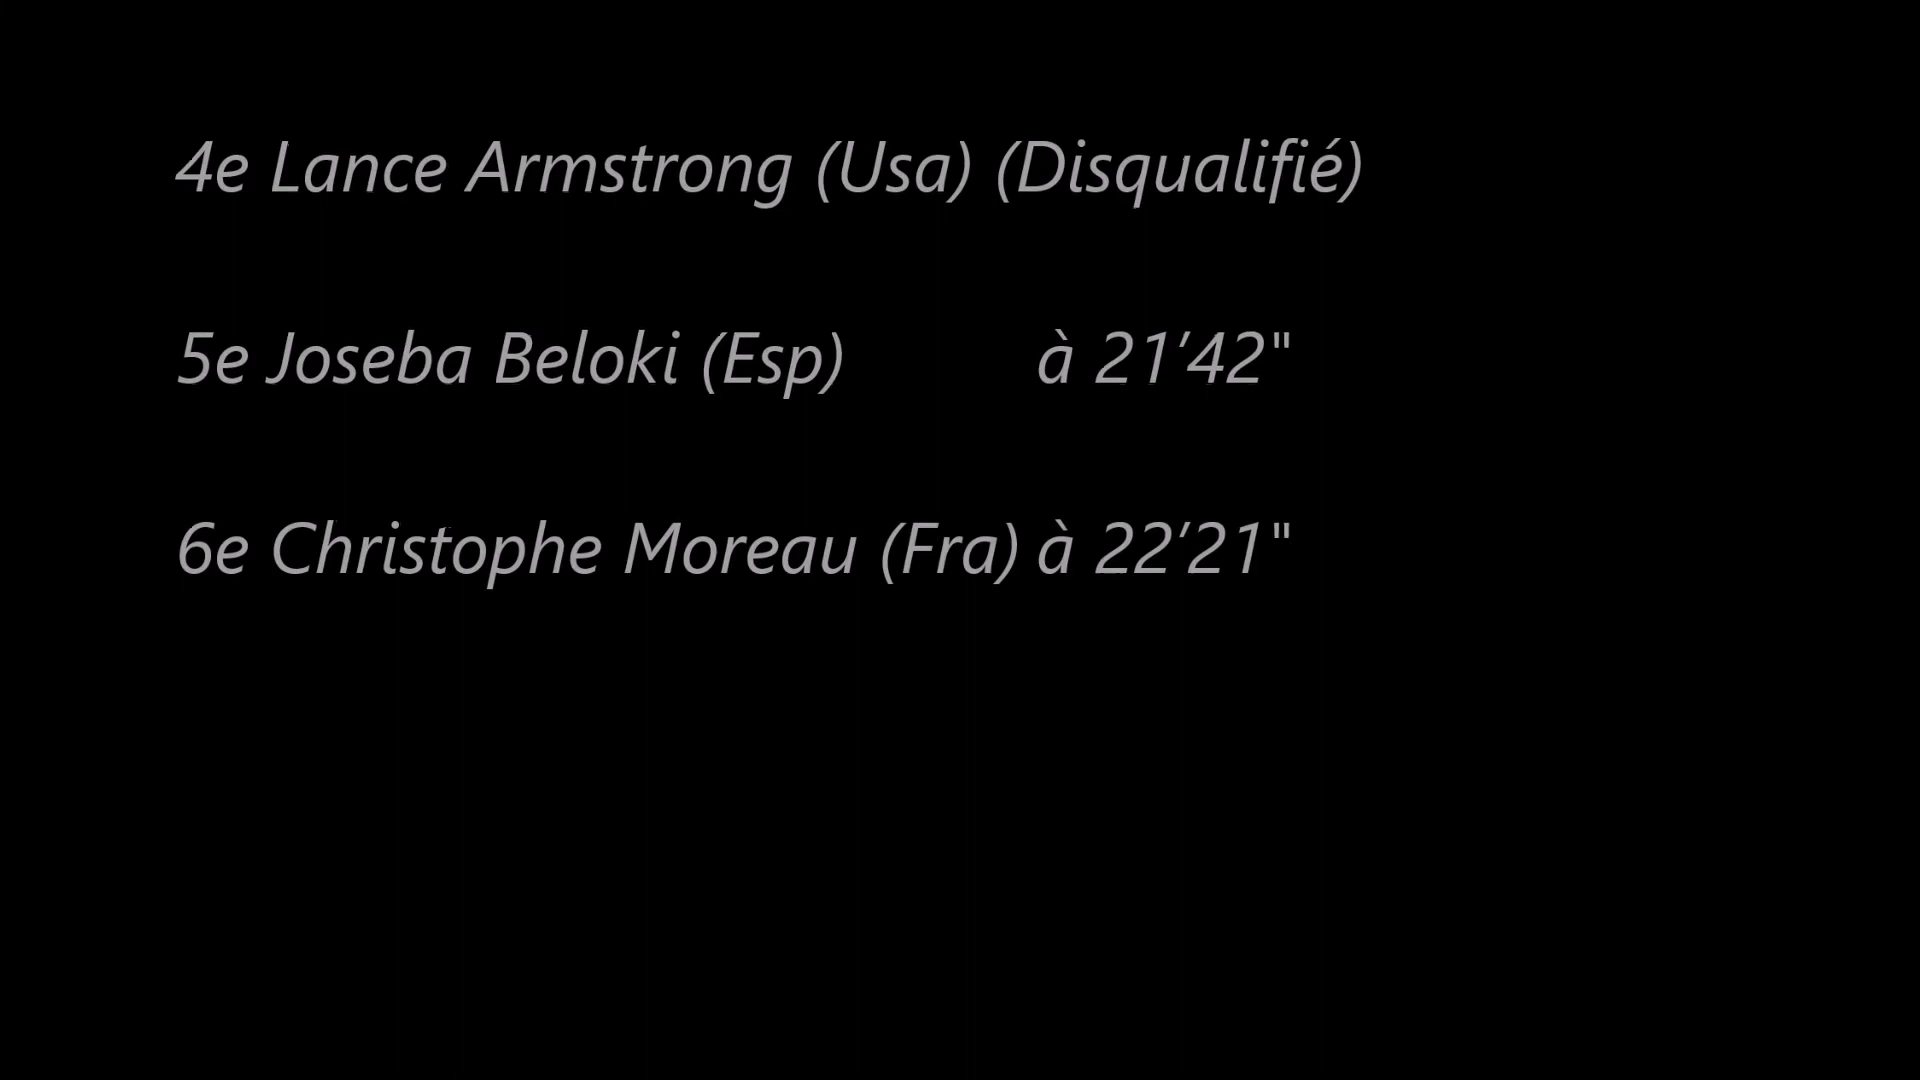 4e Lance Armstrong (Usa) (Disqualifié)
5e Joseba Beloki (Esp) à 21’42"
6e Christophe Moreau (Fra) à 22’21"